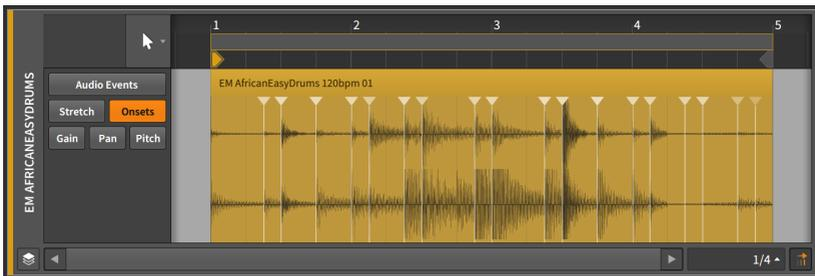 1 2 3 4 5
EM AFRICANEASYDRUMS
Audio Events
Stretch Onsets
Gain Pan Pitch
EM AfricanEasyDrums 120bpm 01
1/4